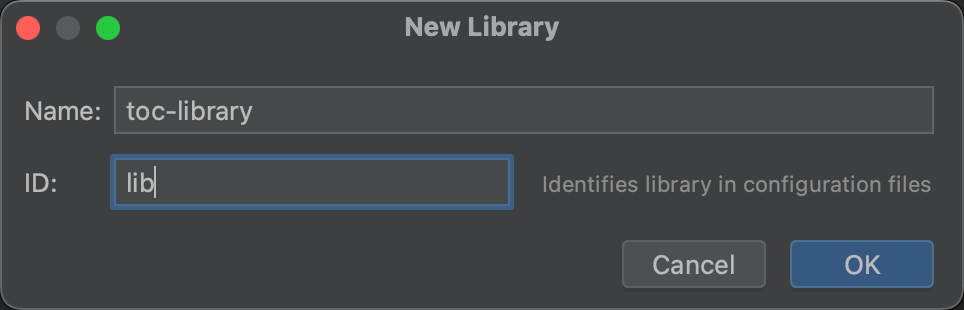 New Library
Name: toc-library
ID: lib Identifies library in configuration files
Cancel OK